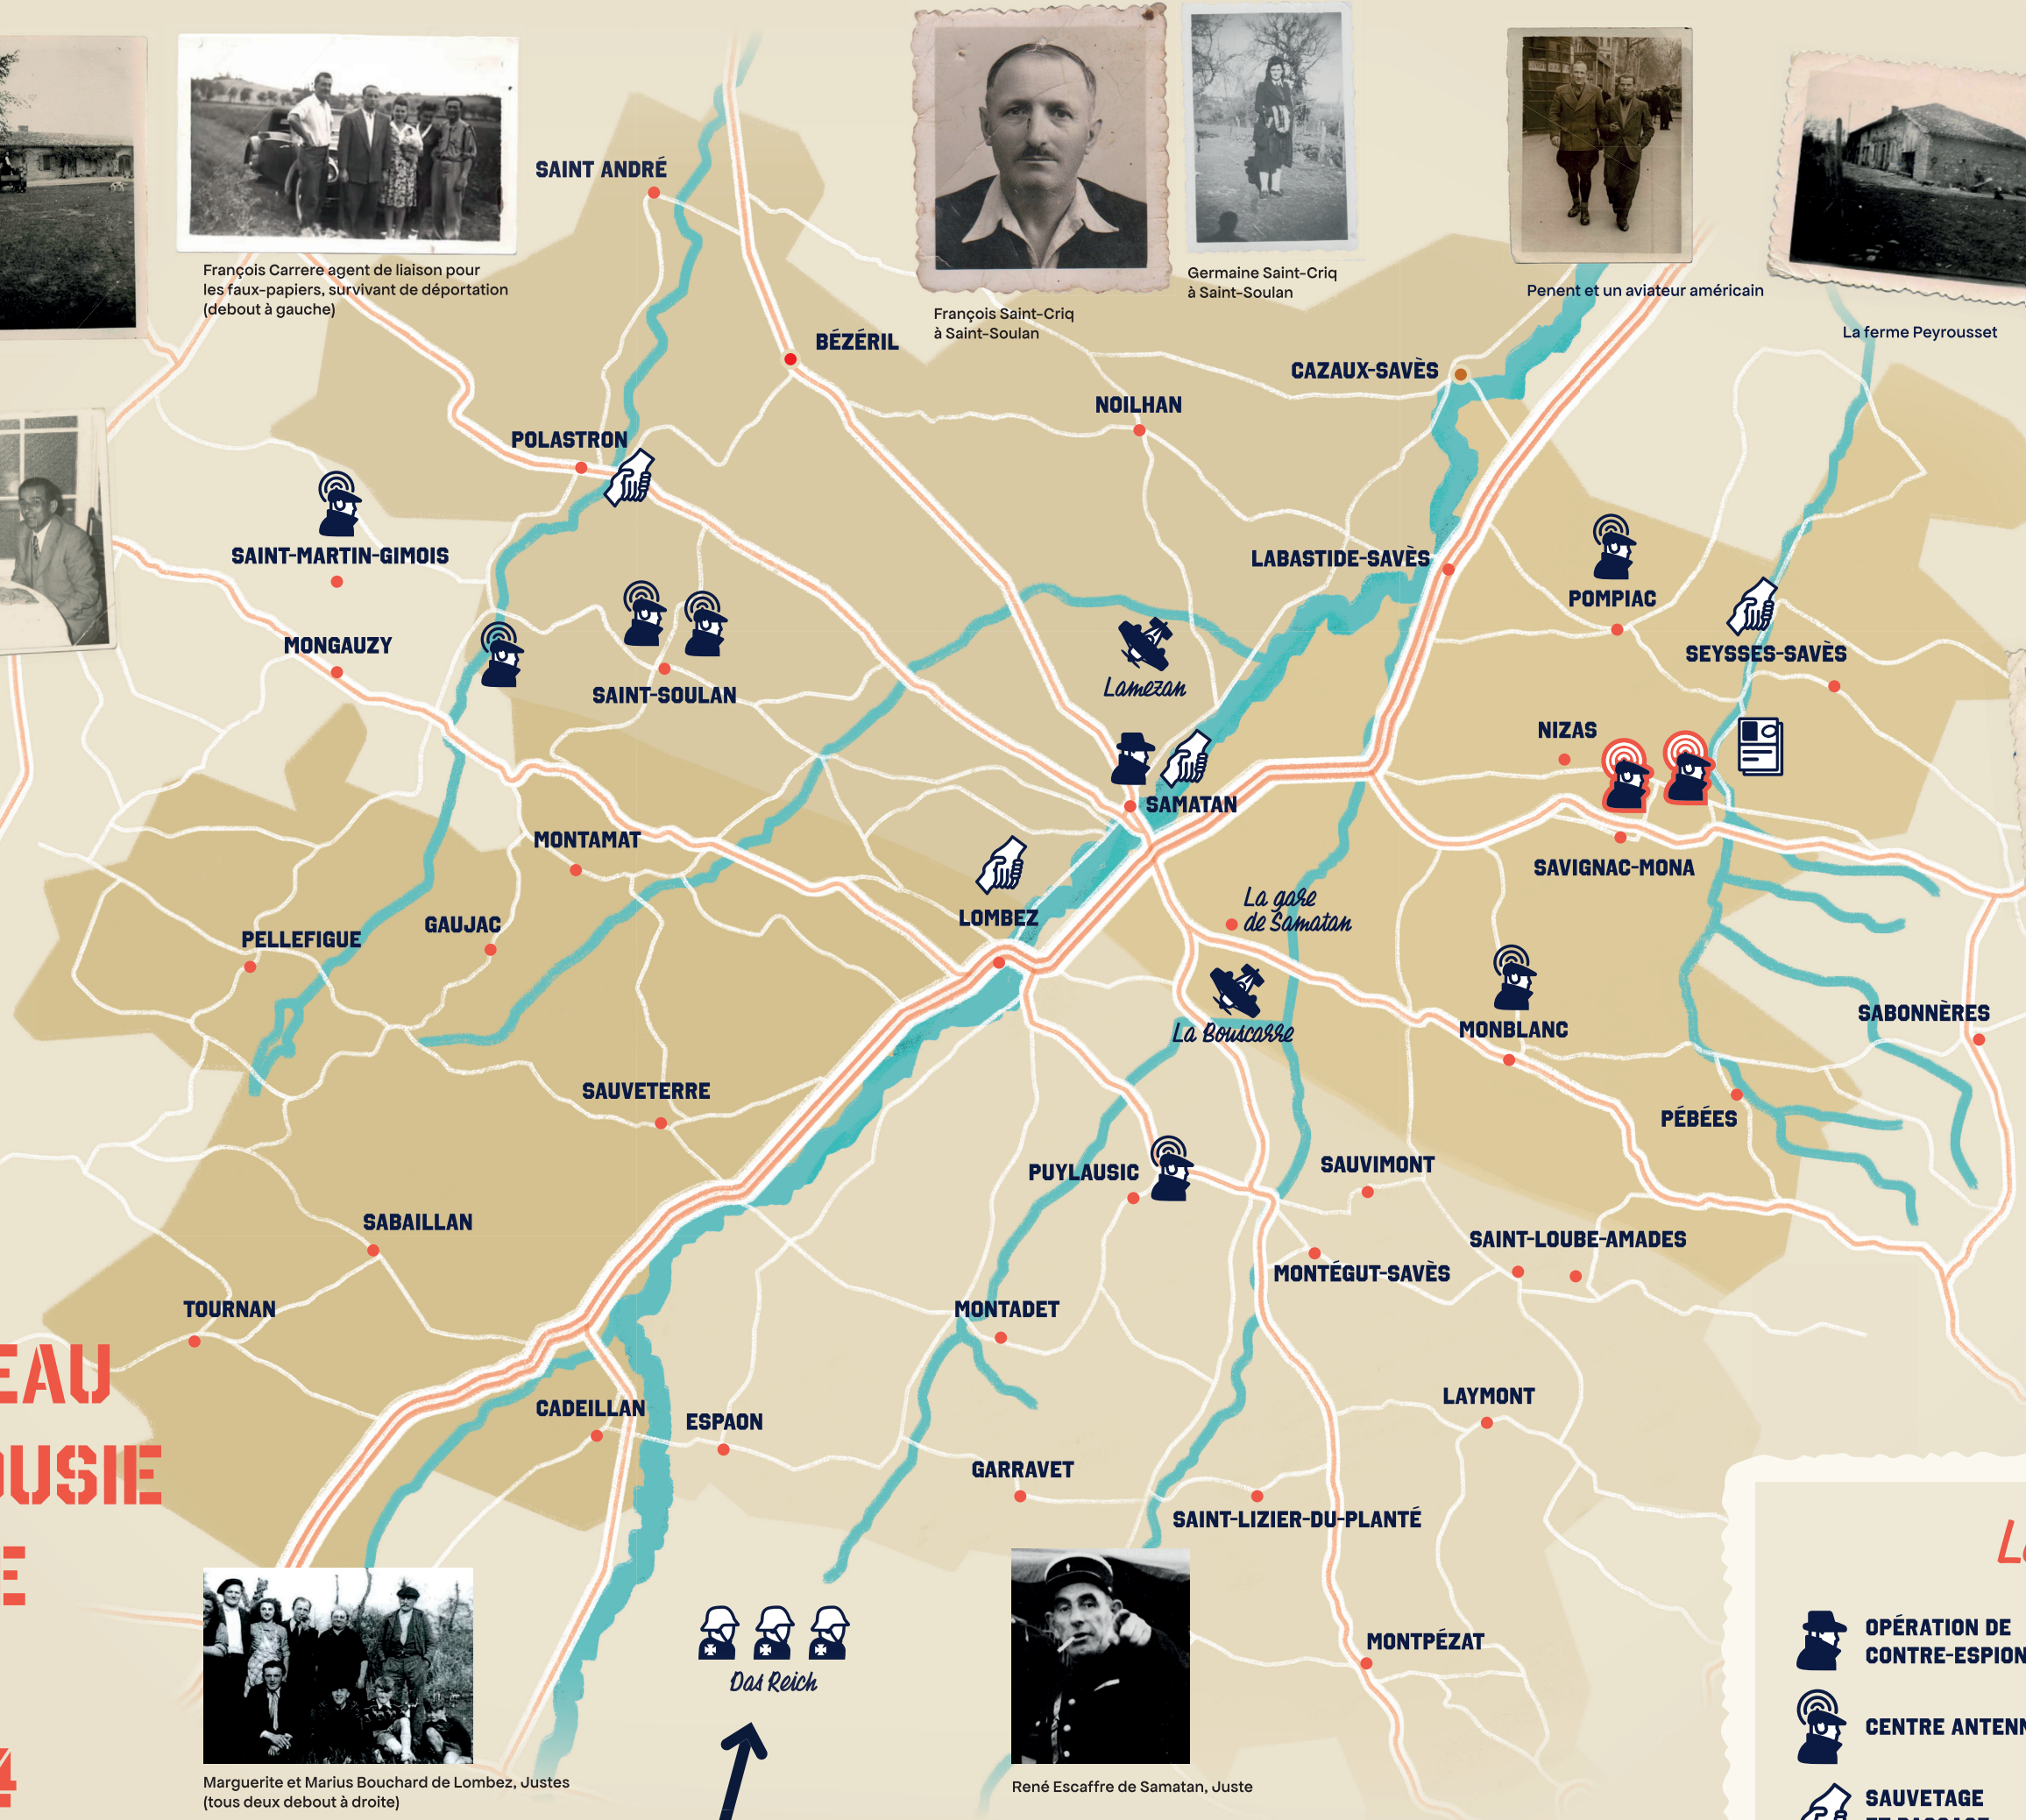 François Carrere agent de liaison pour
les faux-papiers, survivant de déportation
(debout à gauche)
François Saint-Criq
à Saint-Soulan
Germaine Saint-Criq
à Saint-Soulan
Penent et un aviateur américain
La ferme Peyrousset
SAINT ANDRÉ
BÉZÉRIL
CAZAUX-SAVÈS
NOILHAN
POLASTRON
SAINT-MARTIN-GIMOIS
LABASTIDE-SAVÈS
POMPIAC
MONGAUZY
SEYSSES-SAVÈS
SAINT-SOULAN
Lamezan
NIZAS
SAMATAN
MONTAMAT
SAVIGNAC-MONA
La gare
de Samatan
LOMBEZ
GAUJAC
PELLEFIGUE
SABONNÈRES
MONBLANC
La Bouscarre
SAUVETERRE
PÉBÉES
SAUVIMONT
PUYLAUSIC
SABAILLAN
SAINT-LOUBE-AMADES
MONTÉGUT-SAVÈS
TOURNAN
MONTADET
EAU
OUSIE
E
4
LAYMONT
CADEILLAN
ESPAON
GARRAVET
SAINT-LIZIER-DU-PLANTÉ
MONTPÉZAT
Das Reich
Marguerite et Marius Bouchard de Lombez, Justes
(tous deux debout à droite)
René Escaffre de Samatan, Juste
OPÉRATION DE
CONTRE-ESPION
CENTRE ANTENN
SAUVETAGE